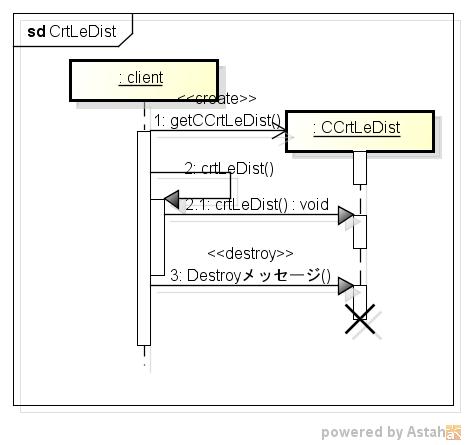 sd CrtLeDist
: client
<<create>>
1: getCCrtLeDist()
: CCrtLeDist
2: crtLeDist()
2.1: crtLeDist() : void
<<destroy>>
3: Destroyメッセージ()
powered by Astah